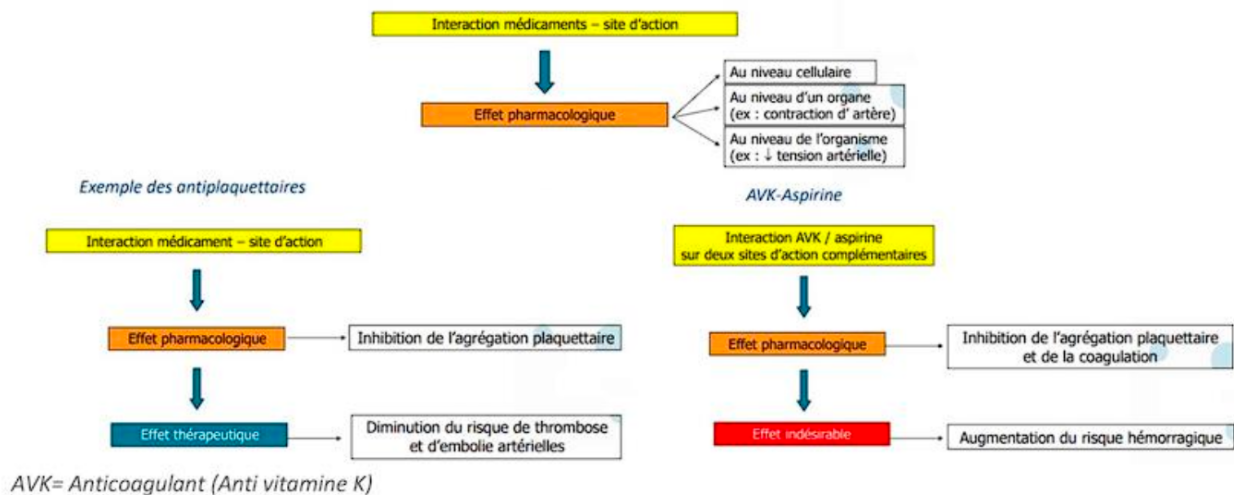 Interaction médicaments – site d'action
Effet pharmacologique
Au niveau cellulaire
Au niveau d'un organe
(ex : contraction d' artère)
Au niveau de l'organisme
(ex : ↓ tension artérielle)
Exemple des antiplaquettaires
Interaction médicament – site d'action
Effet pharmacologique
Inhibition de l'agrégation plaquettaire
Effet thérapeutique
Diminution du risque de thrombose
et d'embolie artérielles
AVK-Aspirine
Interaction AVK / aspirine
sur deux sites d'action complémentaires
Effet pharmacologique
Inhibition de l'agrégation plaquettaire
et de la coagulation
Effet indésirable
Augmentation du risque hémorragique
AVK= Anticoagulant (Anti vitamine K)